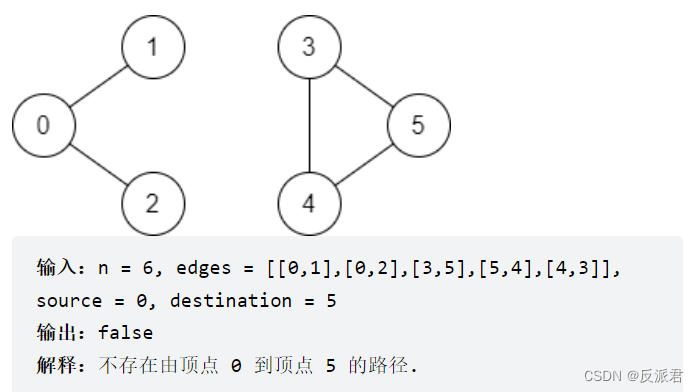 1
3
0
5
2
4
输入：n = 6, edges = [[0,1],[0,2],[3,5],[5,4],[4,3]],
source = 0, destination = 5
输出：false
解释：不存在由顶点 0 到顶点 5 的路径.
CSDN @反派君